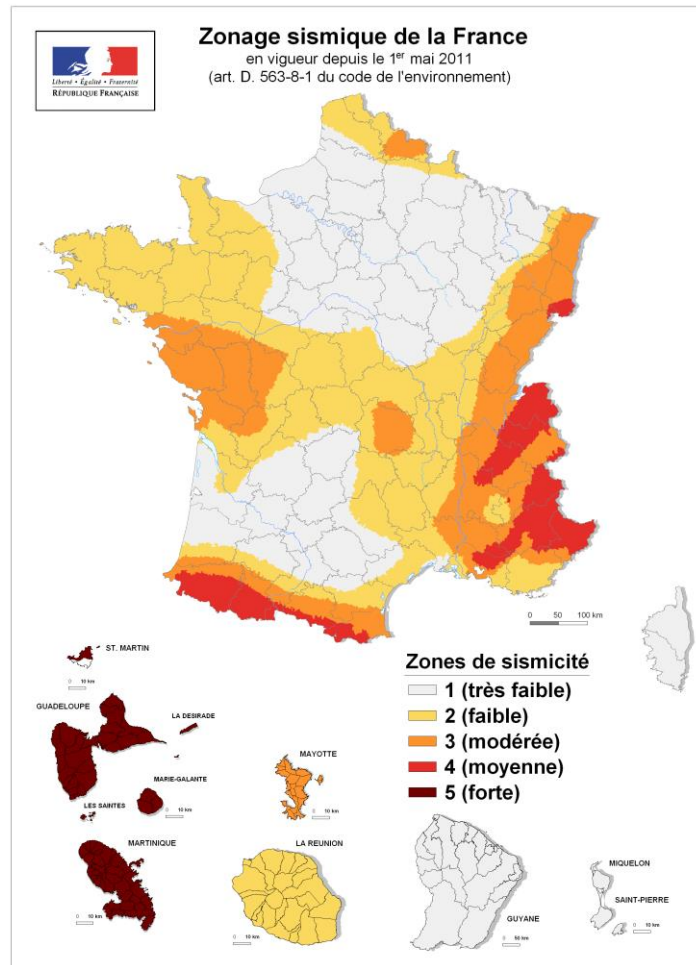 Liberté • Égalité • Fraternité
RÉPUBLIQUE FRANÇAISE
Zonage sismique de la France
en vigueur depuis le 1er mai 2011
(art. D. 563-8-1 du code de l'environnement)
0 50 100 km
Zones de sismicité
1 (très faible)
2 (faible)
3 (modérée)
4 (moyenne)
5 (forte)
ST. MARTIN
0 10 km
GUADELOUPE
LA DESIRADE
MARIE-GALANTE
LES SAINTES
0 10 km
MARTINIQUE
0 10 km
MAYOTTE
0 10 km
LA REUNION
0 10 km
GUYANE
0 50 km
MIQUELON
SAINT-PIERRE
0 10 km